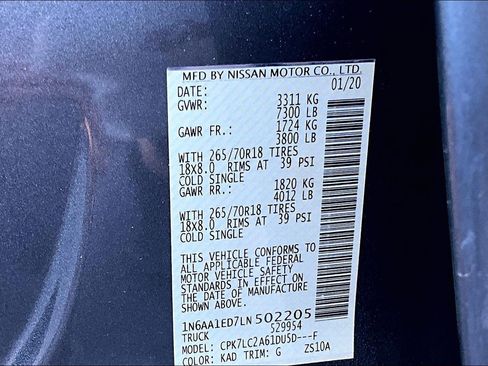 MFD BY NISSAN MOTOR CO., LTD.
DATE: 01/20
GVWR: 3311 KG
7300 LB
GAWR FR.: 1724 KG
3800 LB
WITH 265/70R18 TIRES
18X8.0 RIMS AT 39 PSI
COLD SINGLE
GAWR RR.: 1820 KG
4012 LB
WITH 265/70R18 TIRES
18X8.0 RIMS AT 39 PSI
COLD SINGLE
THIS VEHICLE CONFORMS TO
ALL APPLICABLE FEDERAL
MOTOR VEHICLE SAFETY
STANDARDS IN EFFECT ON
THE DATE OF MANUFACTURE
1N6AA1ED7LN502205
TRUCK 529954
MODEL: CPK7LC2A61DU5D---F
COLOR: KAD TRIM: G ZS10A